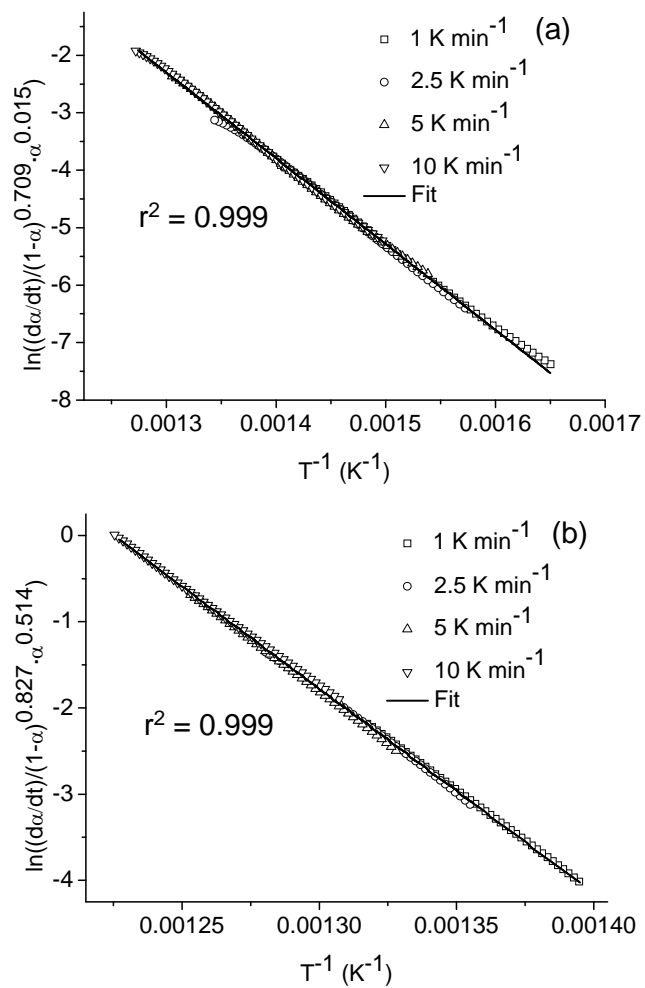 (a)
1 K min⁻¹
2.5 K min⁻¹
5 K min⁻¹
10 K min⁻¹
Fit
r² = 0.999
ln((dα/dt)/(1-α)^0.709·α^0.015)
-2
-3
-4
-5
-6
-7
-8
0.0013 0.0014 0.0015 0.0016 0.0017
T⁻¹ (K⁻¹)
(b)
1 K min⁻¹
2.5 K min⁻¹
5 K min⁻¹
10 K min⁻¹
Fit
r² = 0.999
ln((dα/dt)/(1-α)^0.827·α^0.514)
0
-1
-2
-3
-4
0.00125 0.00130 0.00135 0.00140
T⁻¹ (K⁻¹)